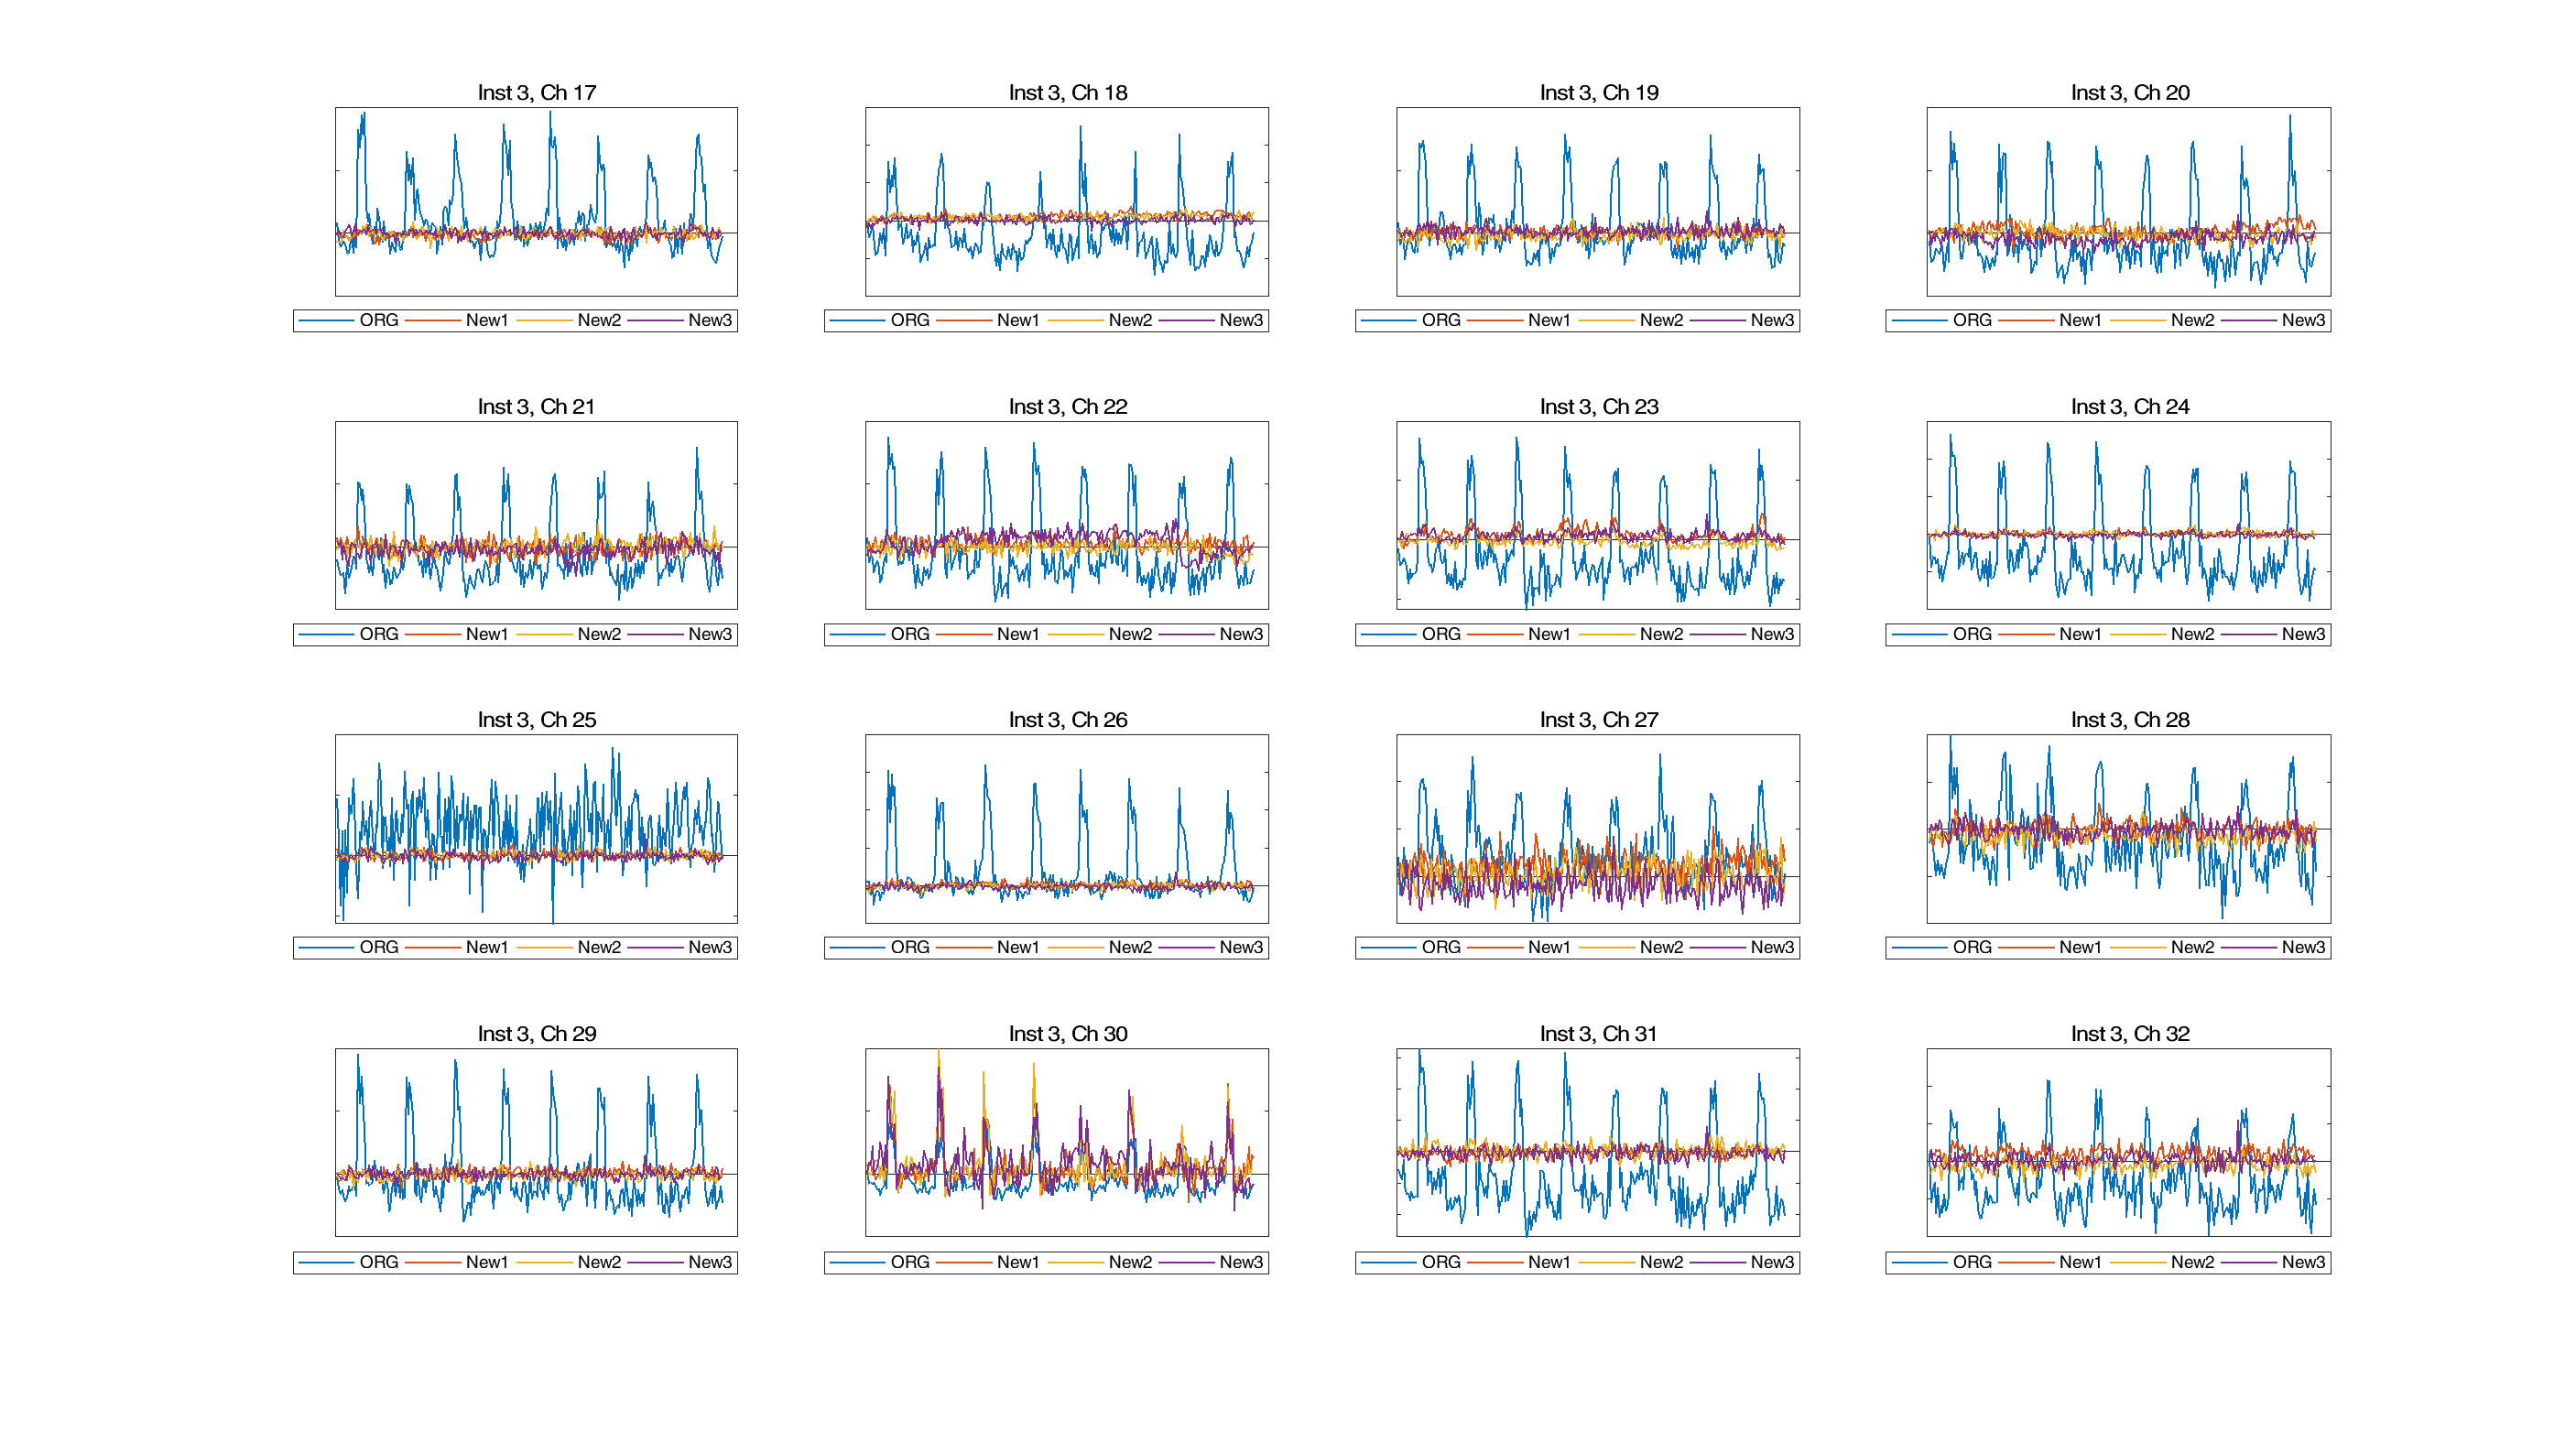 Inst 3, Ch 17
Inst 3, Ch 18
Inst 3, Ch 19
Inst 3, Ch 20
ORG New1 New2 New3
ORG New1 New2 New3
ORG New1 New2 New3
ORG New1 New2 New3
Inst 3, Ch 21
Inst 3, Ch 22
Inst 3, Ch 23
Inst 3, Ch 24
ORG New1 New2 New3
ORG New1 New2 New3
ORG New1 New2 New3
ORG New1 New2 New3
Inst 3, Ch 25
Inst 3, Ch 26
Inst 3, Ch 27
Inst 3, Ch 28
ORG New1 New2 New3
ORG New1 New2 New3
ORG New1 New2 New3
ORG New1 New2 New3
Inst 3, Ch 29
Inst 3, Ch 30
Inst 3, Ch 31
Inst 3, Ch 32
ORG New1 New2 New3
ORG New1 New2 New3
ORG New1 New2 New3
ORG New1 New2 New3